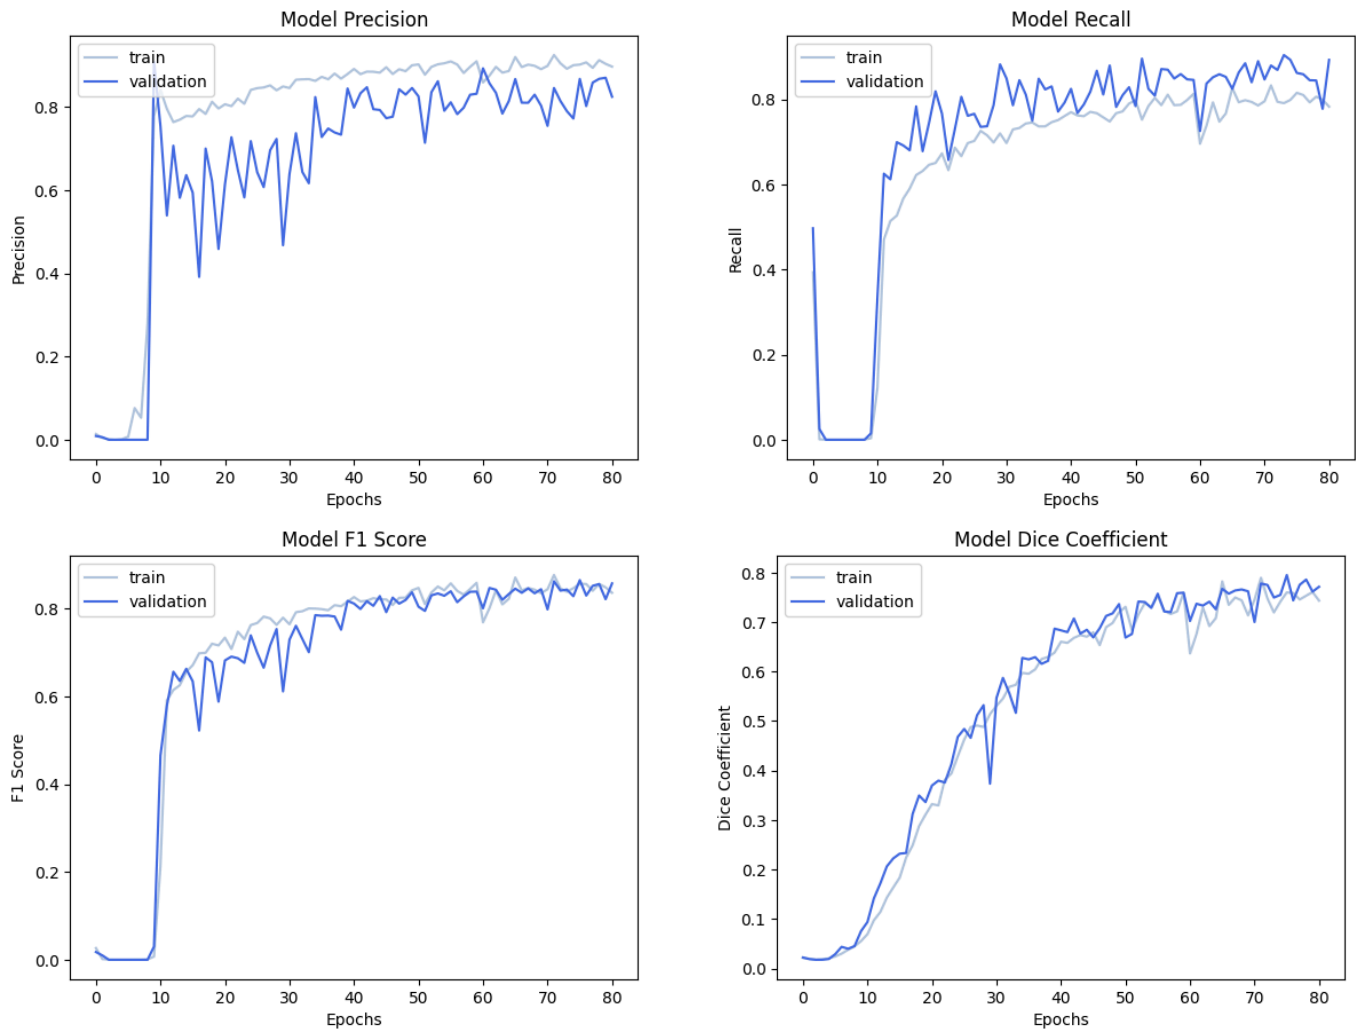 Model Precision
train
validation
0.8
0.6
0.4
0.2
0.0
Precision
0 10 20 30 40 50 60 70 80
Epochs
Model Recall
train
validation
0.8
0.6
0.4
0.2
0.0
Recall
0 10 20 30 40 50 60 70 80
Epochs
Model F1 Score
train
validation
0.8
0.6
0.4
0.2
0.0
F1 Score
0 10 20 30 40 50 60 70 80
Epochs
Model Dice Coefficient
train
validation
0.8
0.7
0.6
0.5
0.4
0.3
0.2
0.1
0.0
Dice Coefficient
0 10 20 30 40 50 60 70 80
Epochs